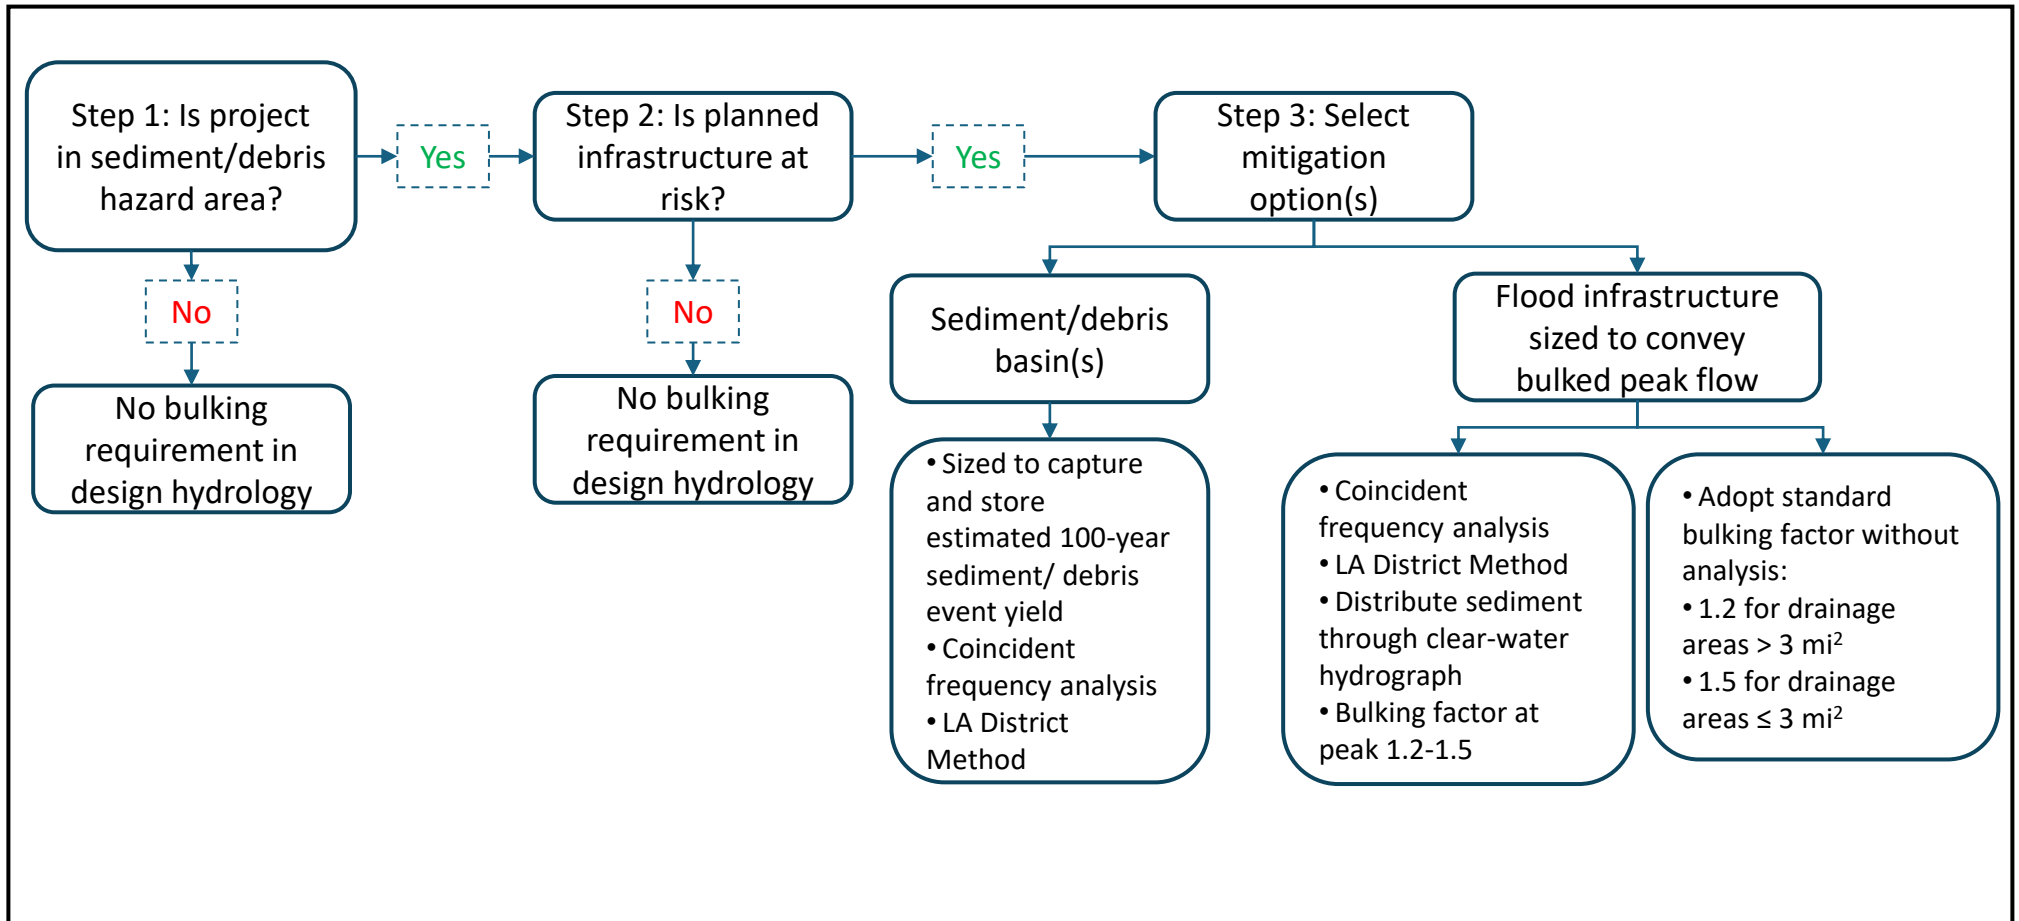 Step 1: Is project
in sediment/debris
hazard area?
Yes
Step 2: Is planned
infrastructure at
risk?
Yes
Step 3: Select
mitigation
option(s)
No
No bulking
requirement in
design hydrology
No
No bulking
requirement in
design hydrology
Sediment/debris
basin(s)
• Sized to capture
and store
estimated 100-year
sediment/ debris
event yield
• Coincident
frequency analysis
• LA District
Method
Flood infrastructure
sized to convey
bulked peak flow
• Coincident
frequency analysis
• LA District Method
• Distribute sediment
through clear-water
hydrograph
• Bulking factor at
peak 1.2-1.5
• Adopt standard
bulking factor without
analysis:
• 1.2 for drainage
areas > 3 mi²
• 1.5 for drainage
areas ≤ 3 mi²